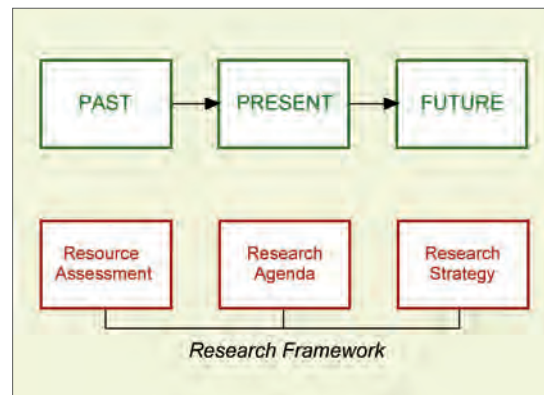 PAST
PRESENT
FUTURE
Resource
Assessment
Research
Agenda
Research
Strategy
Research Framework